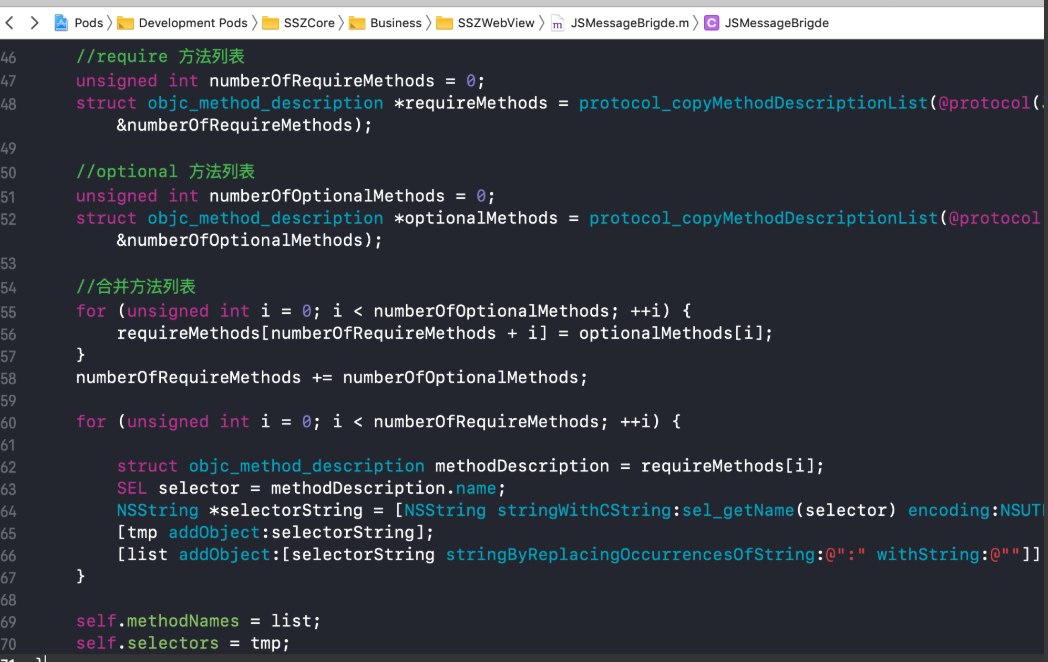 Pods 〉 Development Pods 〉 SSZCore 〉 Business 〉 SSZWebView 〉 m JSMessageBrigde.m 〉 C JSMessageBrigde
46 //require 方法列表
47 unsigned int numberOfRequireMethods = 0;
48 struct objc_method_description *requireMethods = protocol_copyMethodDescriptionList(@protocol(
&numberOfRequireMethods);
49
50 //optional 方法列表
51 unsigned int numberOfOptionalMethods = 0;
52 struct objc_method_description *optionalMethods = protocol_copyMethodDescriptionList(@protocol
&numberOfOptionalMethods);
53
54 //合并方法列表
55 for (unsigned int i = 0; i < numberOfOptionalMethods; ++i) {
56 requireMethods[numberOfRequireMethods + i] = optionalMethods[i];
57 }
58 numberOfRequireMethods += numberOfOptionalMethods;
59
60 for (unsigned int i = 0; i < numberOfRequireMethods; ++i) {
61
62 struct objc_method_description methodDescription = requireMethods[i];
63 SEL selector = methodDescription.name;
64 NSString *selectorString = [NSString stringWithCString:sel_getName(selector) encoding:NSUT
65 [tmp addObject:selectorString];
66 [list addObject:[selectorString stringByReplacingOccurrencesOfString:@":" withString:@""]]
67 }
68
69 self.methodNames = list;
70 self.selectors = tmp;
71 }